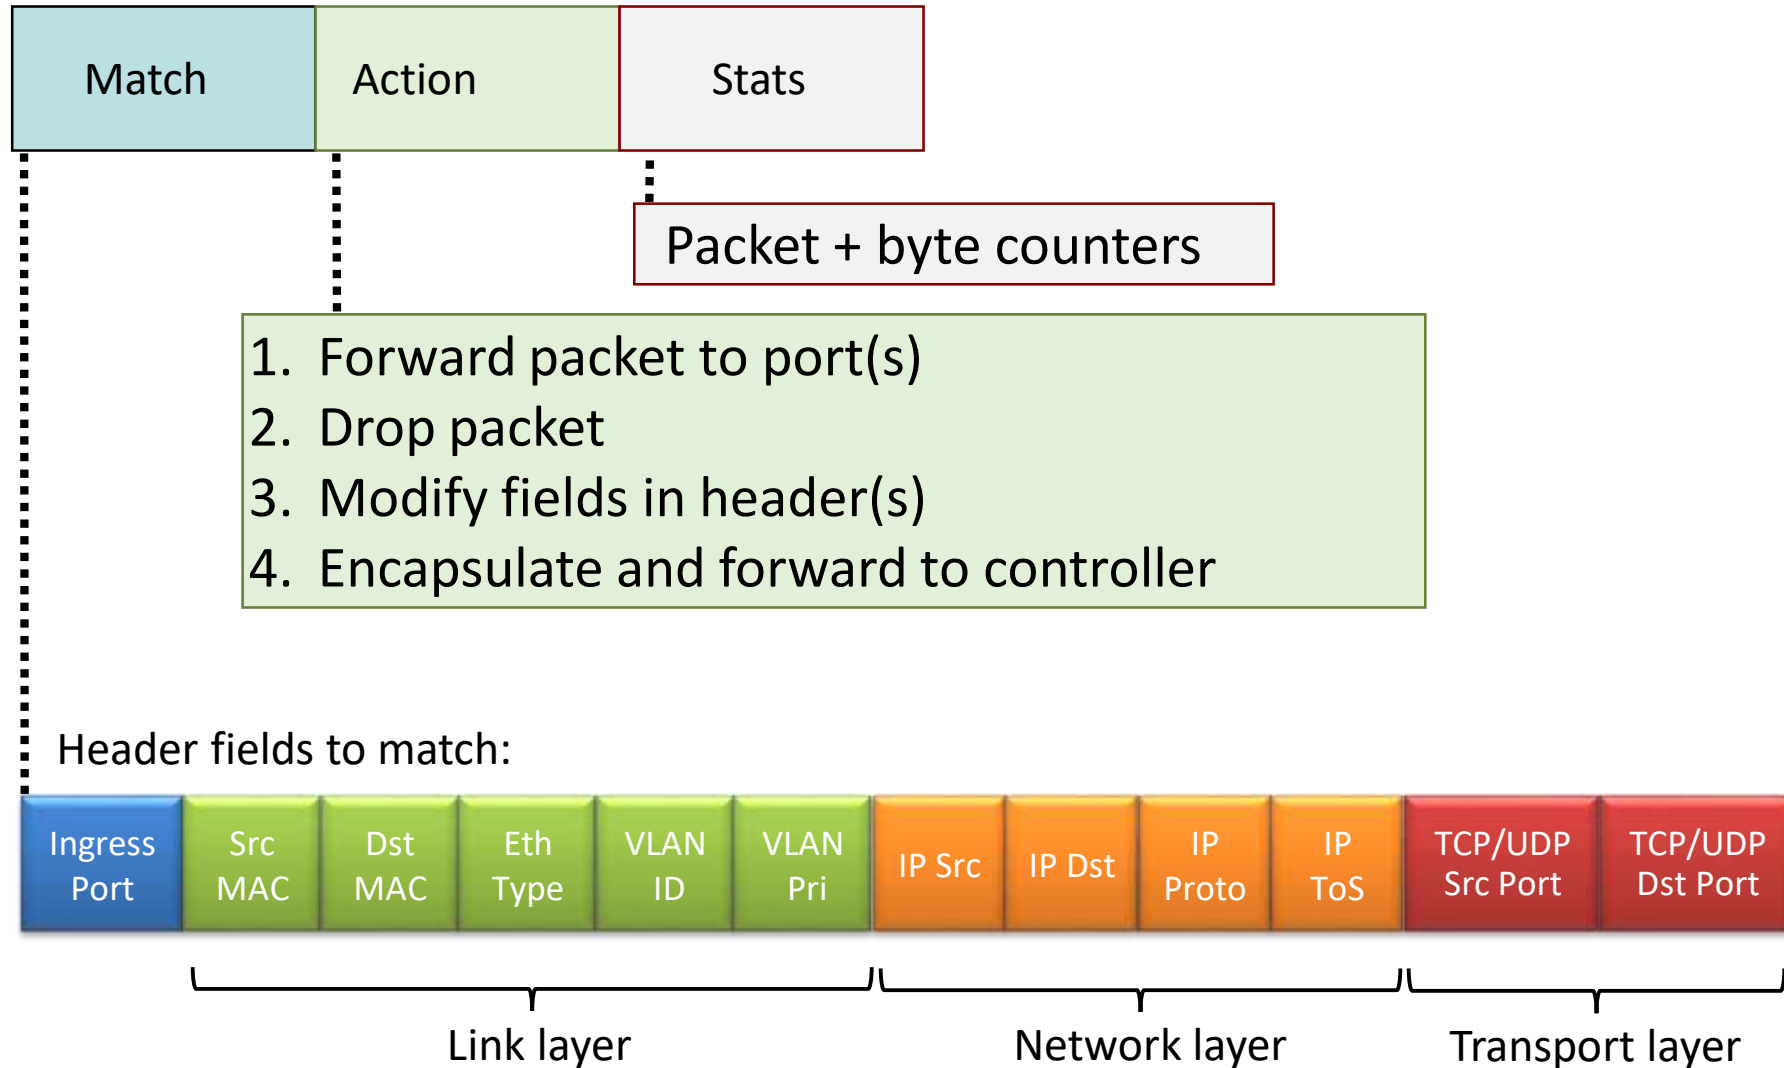 Match
Action
Stats
Packet + byte counters
1. Forward packet to port(s)
2. Drop packet
3. Modify fields in header(s)
4. Encapsulate and forward to controller
Header fields to match:
Ingress
Port
Src
MAC
Dst
MAC
Eth
Type
VLAN
ID
VLAN
Pri
IP Src
IP Dst
IP
Proto
IP
ToS
TCP/UDP
Src Port
TCP/UDP
Dst Port
Link layer
Network layer
Transport layer